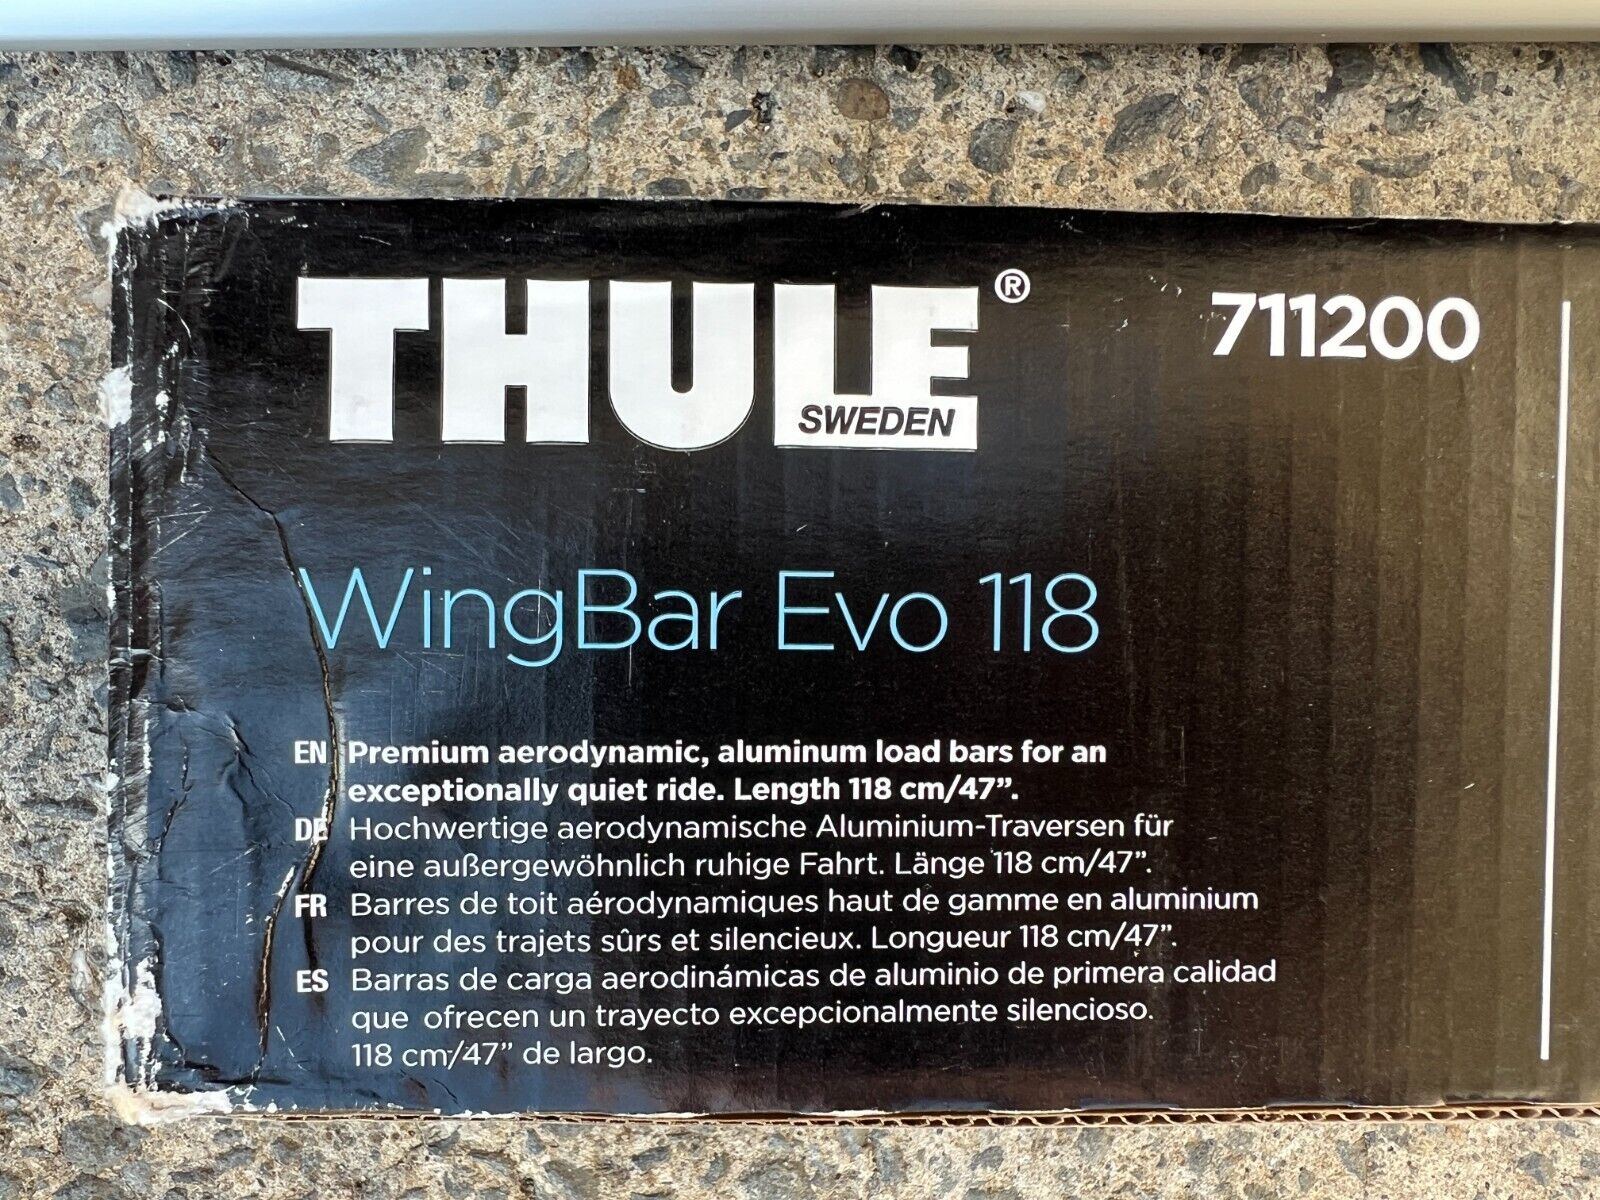 THULE®
SWEDEN
711200
WingBar Evo 118
EN Premium aerodynamic, aluminum load bars for an
exceptionally quiet ride. Length 118 cm/47”.
DE Hochwertige aerodynamische Aluminium-Traversen für
eine außergewöhnlich ruhige Fahrt. Länge 118 cm/47”.
FR Barres de toit aérodynamiques haut de gamme en aluminium
pour des trajets sûrs et silencieux. Longueur 118 cm/47”.
ES Barras de carga aerodinámicas de aluminio de primera calidad
que ofrecen un trayecto excepcionalmente silencioso.
118 cm/47” de largo.